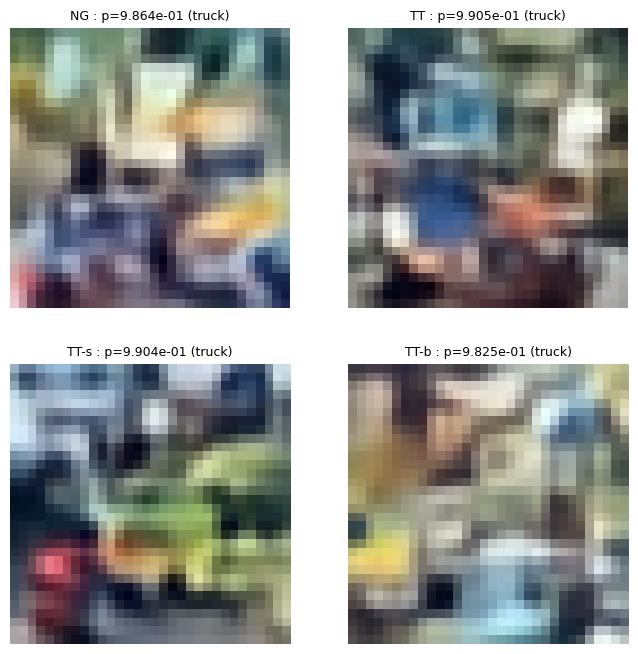 NG : p=9.864e-01 (truck)
TT : p=9.905e-01 (truck)
TT-s : p=9.904e-01 (truck)
TT-b : p=9.825e-01 (truck)